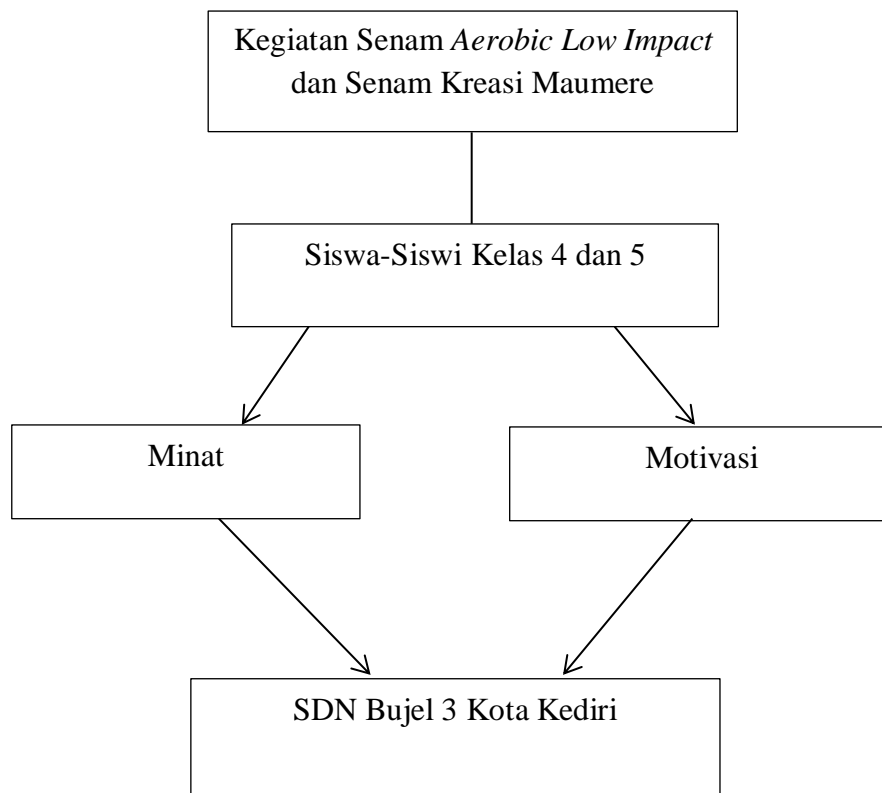 Kegiatan Senam Aerobic Low Impact
dan Senam Kreasi Maumere
Siswa-Siswi Kelas 4 dan 5
Minat
Motivasi
SDN Bujel 3 Kota Kediri